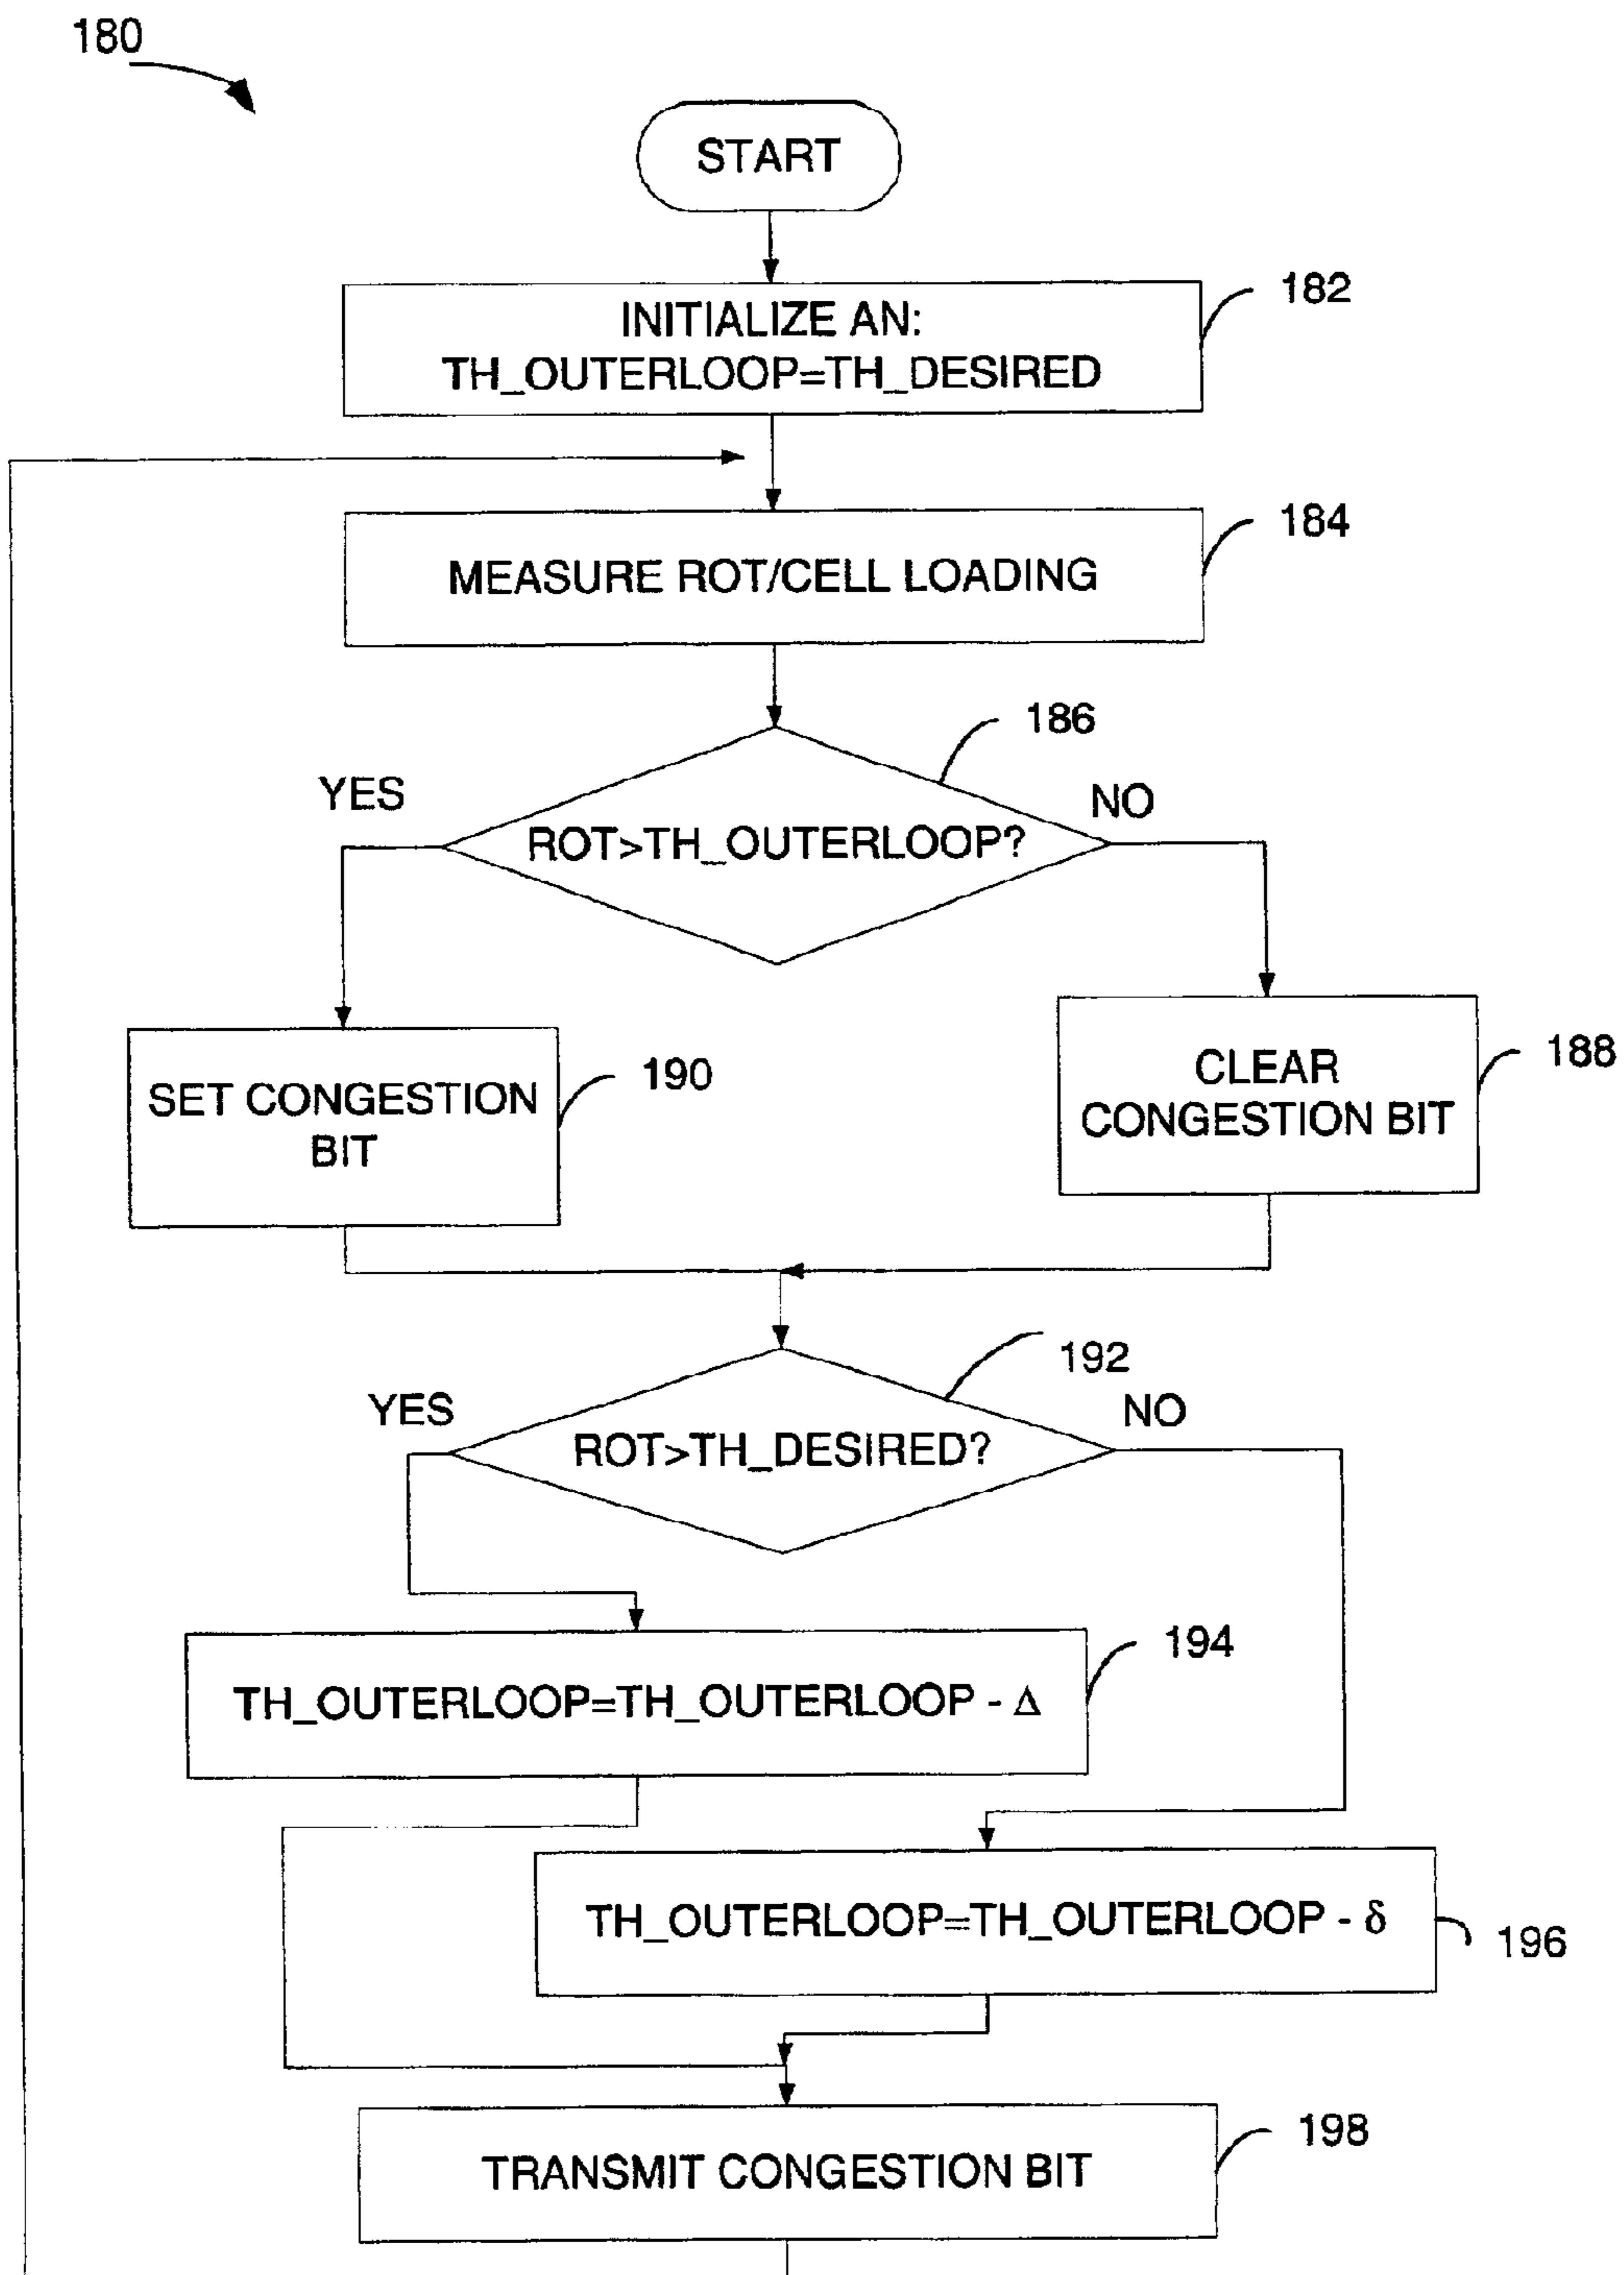 180
START
182
INITIALIZE AN:
TH_OUTERLOOP=TH_DESIRED
184
MEASURE ROT/CELL LOADING
186
YES
NO
ROT>TH_OUTERLOOP?
190
SET CONGESTION
BIT
188
CLEAR
CONGESTION BIT
192
YES
NO
ROT>TH_DESIRED?
194
TH_OUTERLOOP=TH_OUTERLOOP - Δ
TH_OUTERLOOP=TH_OUTERLOOP - δ
196
198
TRANSMIT CONGESTION BIT